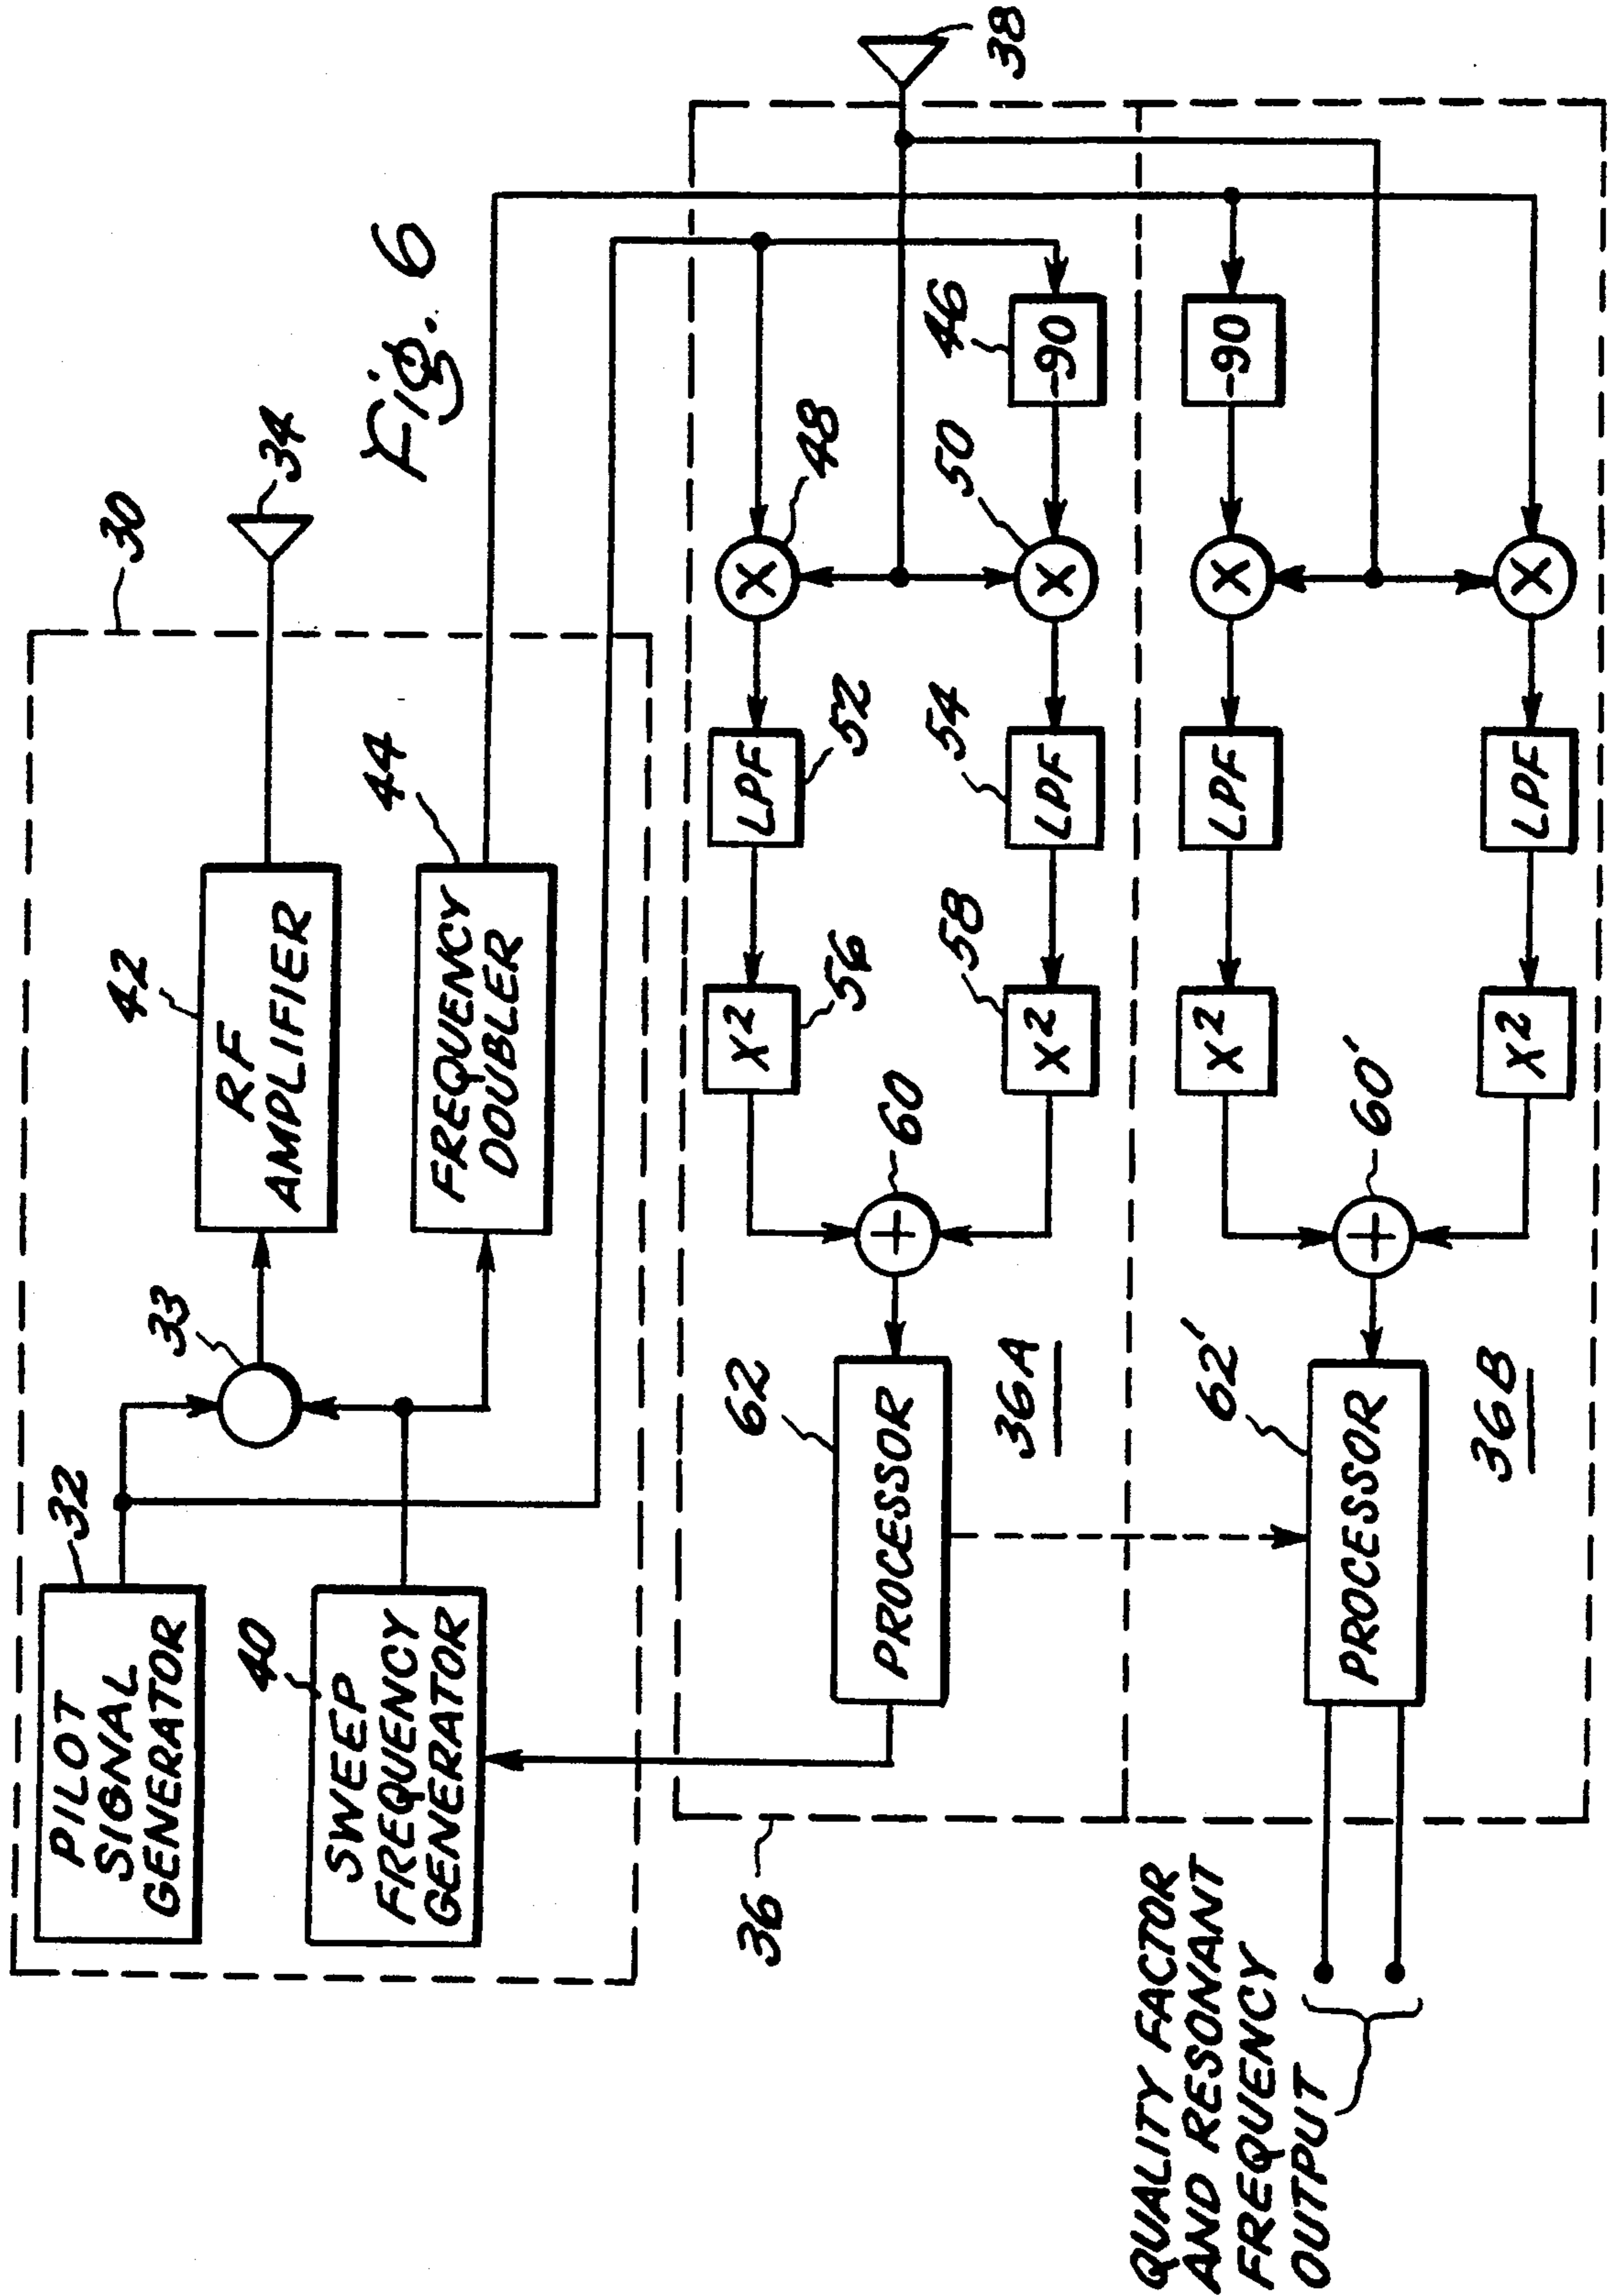 Fig. 6
30
PILOT
SIGNAL
GENERATOR
32
33
42
RF
AMPLIFIER
34
40
SWEEP
FREQUENCY
GENERATOR
44
FREQUENCY
DOUBLER
36
62
PROCESSOR
36A
60
56
X²
52
LPF
48
X
58
X²
54
LPF
50
X
46
-90
+
38
62'
PROCESSOR
36B
60'
+
X²
LPF
X
-90
X²
LPF
X
QUALITY FACTOR
AND RESONANT
FREQUENCY
OUTPUT